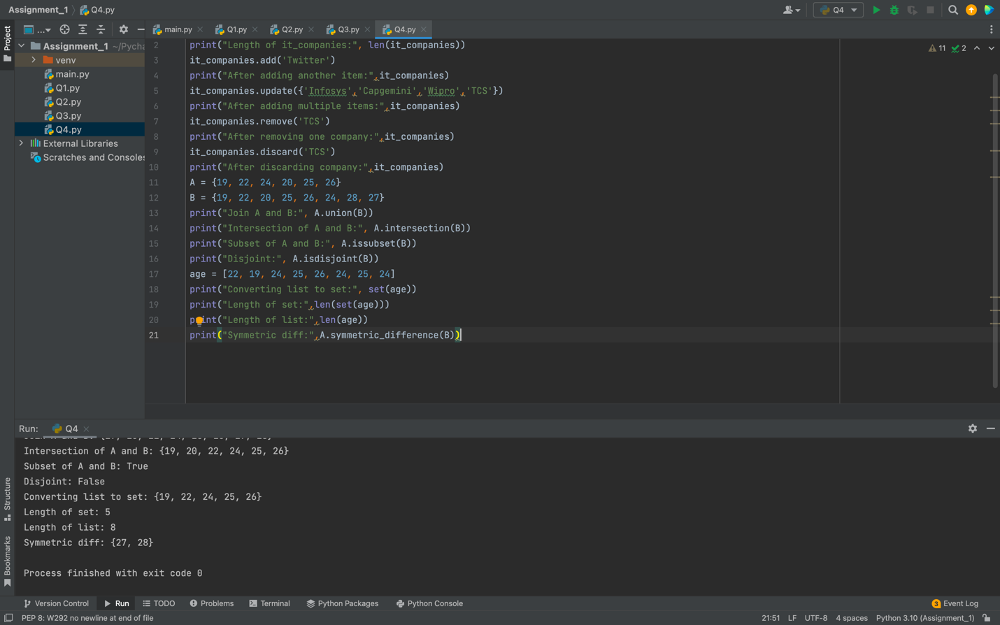 Assignment_1 Q4.py
Q4
Project
...
main.py Q1.py Q2.py Q3.py Q4.py
Assignment_1 ~/Pycha
venv
main.py
Q1.py
Q2.py
Q3.py
Q4.py
External Libraries
Scratches and Consoles
11 2
2 print("Length of it_companies:", len(it_companies))
3 it_companies.add('Twitter')
4 print("After adding another item:",it_companies)
5 it_companies.update({'Infosys','Capgemini','Wipro','TCS'})
6 print("After adding multiple items:",it_companies)
7 it_companies.remove('TCS')
8 print("After removing one company:",it_companies)
9 it_companies.discard('TCS')
10 print("After discarding company:",it_companies)
11 A = {19, 22, 24, 20, 25, 26}
12 B = {19, 22, 20, 25, 26, 24, 28, 27}
13 print("Join A and B:", A.union(B))
14 print("Intersection of A and B:", A.intersection(B))
15 print("Subset of A and B:", A.issubset(B))
16 print("Disjoint:", A.isdisjoint(B))
17 age = [22, 19, 24, 25, 26, 24, 25, 24]
18 print("Converting list to set:", set(age))
19 print("Length of set:",len(set(age)))
20 print("Length of list:",len(age))
21 print("Symmetric diff:",A.symmetric_difference(B))
Run: Q4
Intersection of A and B: {19, 20, 22, 24, 25, 26}
Subset of A and B: True
Disjoint: False
Converting list to set: {19, 22, 24, 25, 26}
Length of set: 5
Length of list: 8
Symmetric diff: {27, 28}
Process finished with exit code 0
Structure
Bookmarks
Version Control Run TODO Problems Terminal Python Packages Python Console 3 Event Log
PEP 8: W292 no newline at end of file 21:51 LF UTF-8 4 spaces Python 3.10 (Assignment_1)